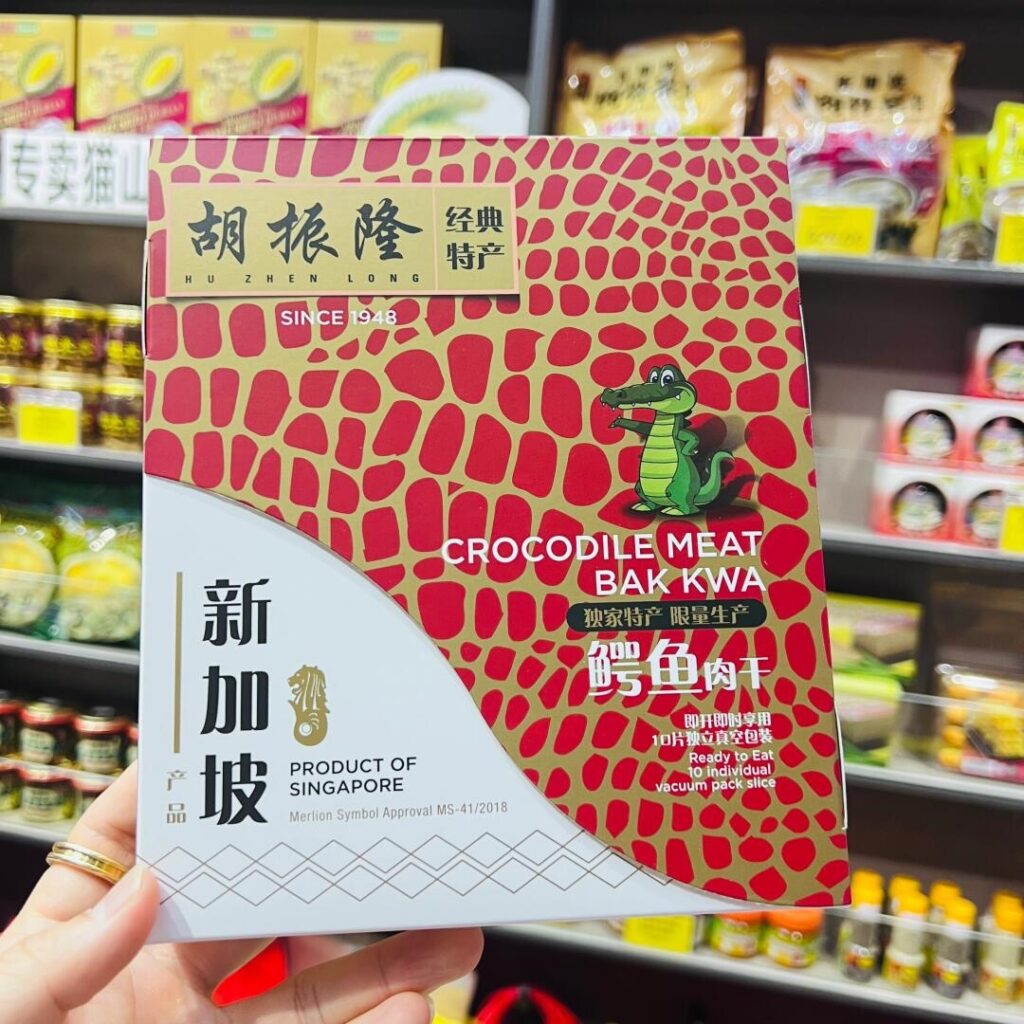 专卖猫山
胡振隆
HU ZHEN LONG
经典
特产
SINCE 1948
CROCODILE MEAT
BAK KWA
独家特产 限量生产
鳄鱼肉干
即开即时享用
10片独立真空包装
Ready to Eat
10 individual
vacuum pack slice
新加坡
产品
PRODUCT OF
SINGAPORE
Merlion Symbol Approval MS-41/2018